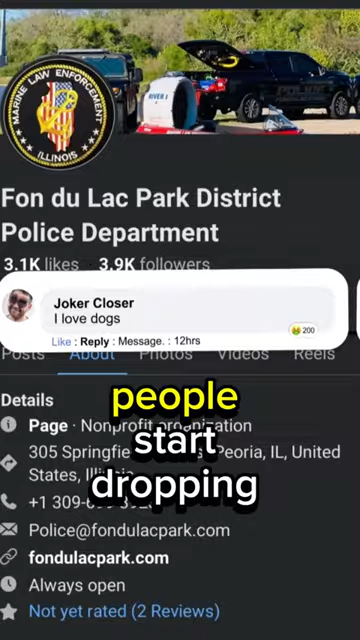 MARINE LAW ENFORCEMENT
ILLINOIS
RIVER 1
POLICE
Fon du Lac Park District
Police Department
3.1K likes 3.9K followers
Joker Closer
I love dogs
200
Like : Reply : Message. : 12hrs
Posts About Photos Videos Reels
people
start
dropping
Details
Page · Nonprofit organization
305 Peoria, IL, United
States,
+1 309-
Police@fondulacpark.com
fondulacpark.com
Always open
Not yet rated (2 Reviews)